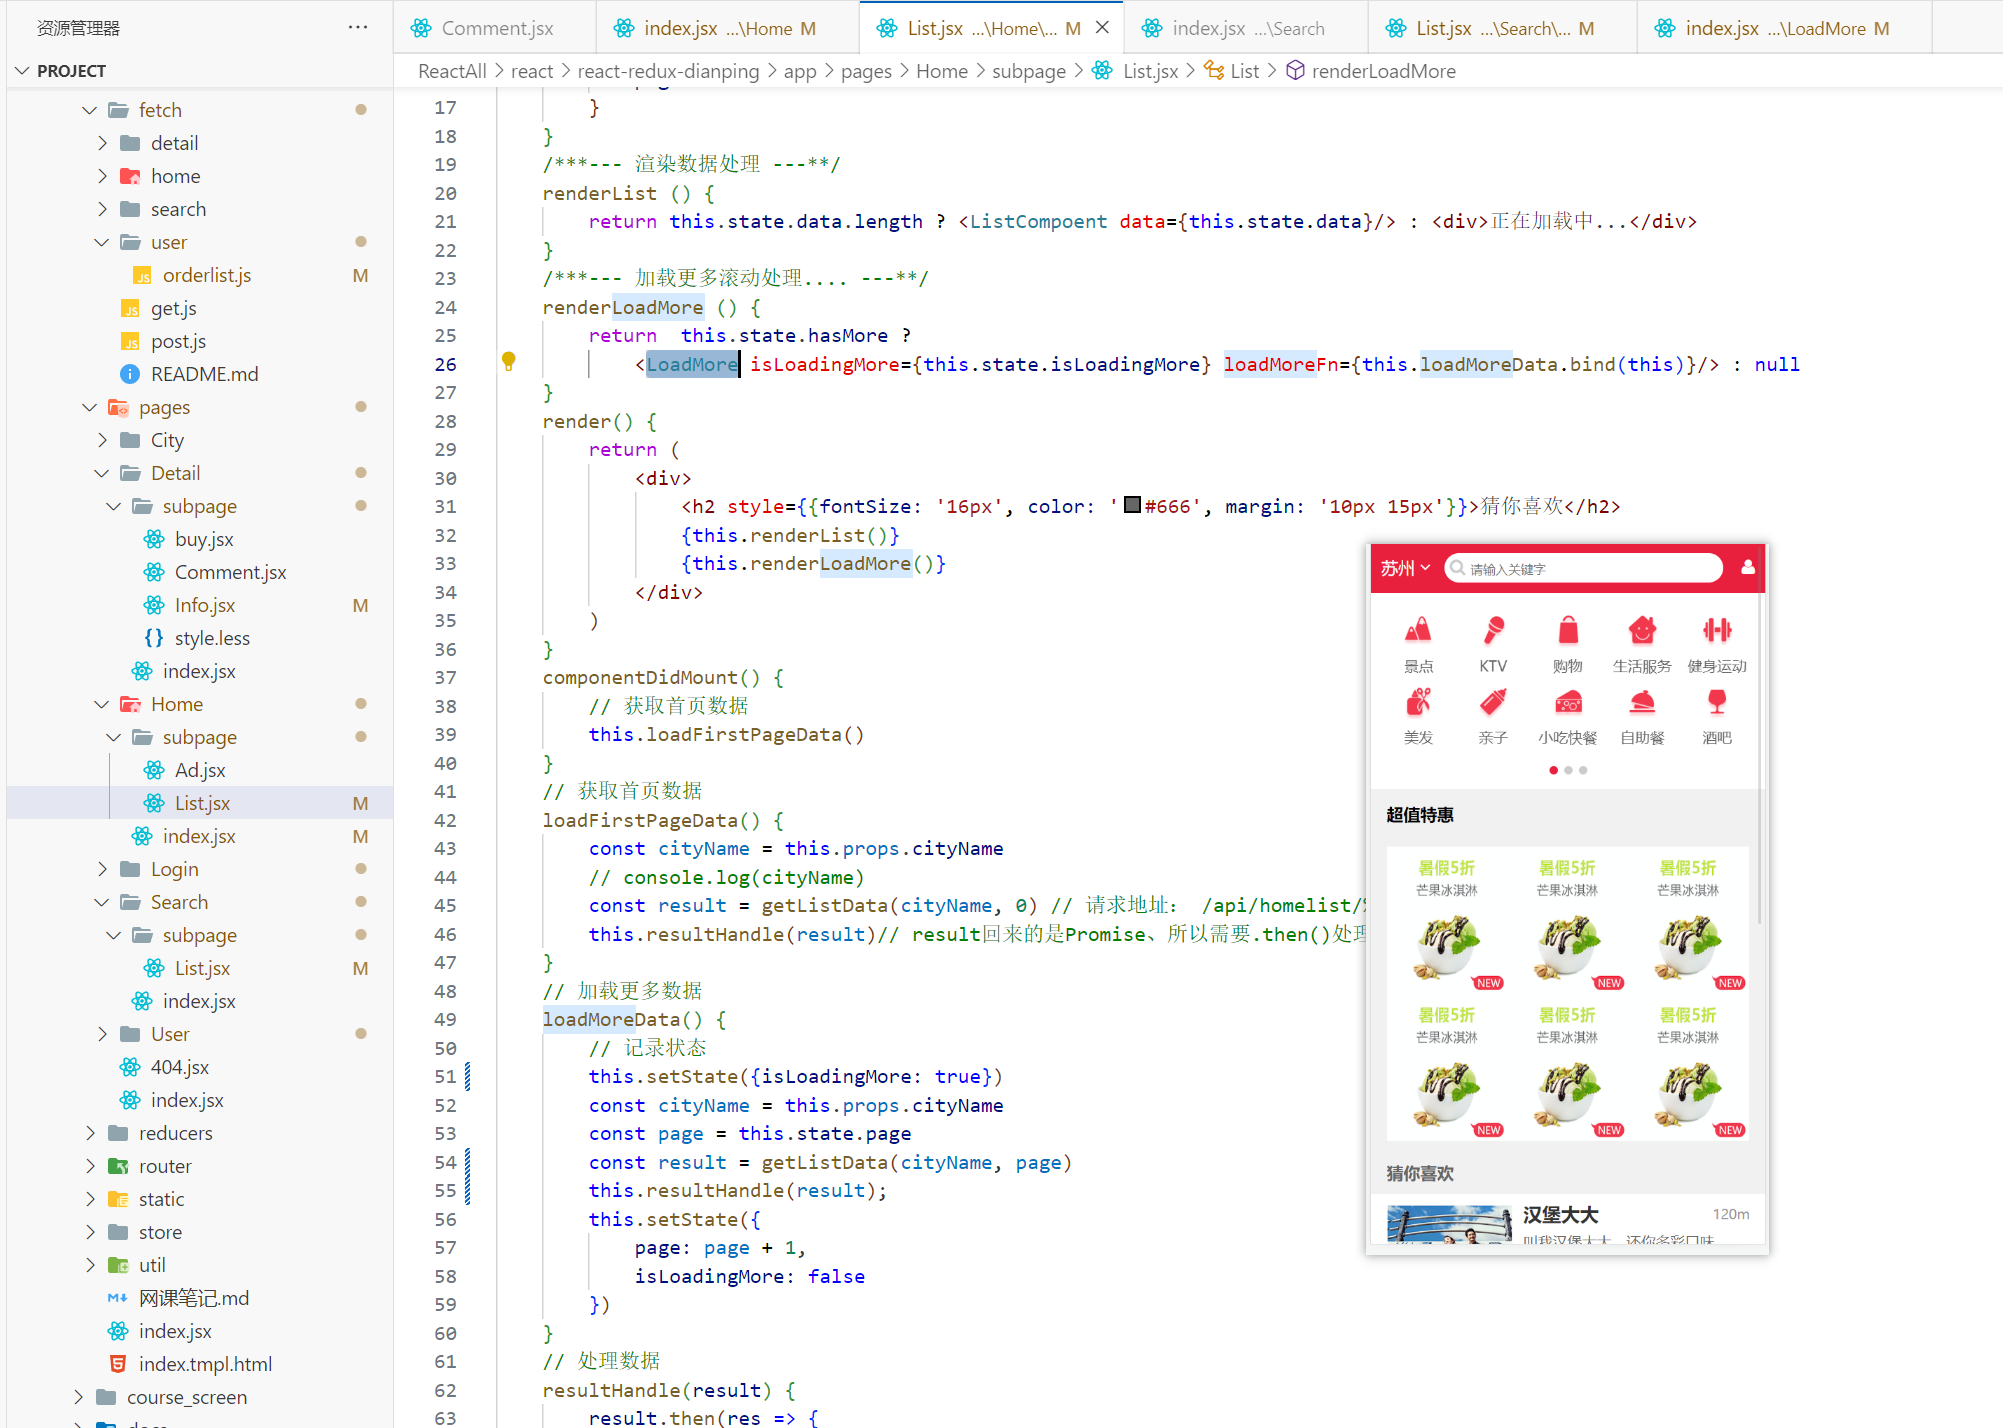 资源管理器 ···
PROJECT
fetch
detail
home
search
user
orderlist.js M
get.js
post.js
README.md
pages
City
Detail
subpage
buy.jsx
Comment.jsx
Info.jsx M
style.less
index.jsx
Home
subpage
Ad.jsx
List.jsx M
index.jsx M
Login
Search
subpage
List.jsx M
index.jsx
User
404.jsx
index.jsx
reducers
router
static
store
util
网课笔记.md
index.jsx
index.tmpl.html
course_screen
Comment.jsx index.jsx ...\Home M List.jsx ...\Home\... M index.jsx ...\Search List.jsx ...\Search\... M index.jsx ...\LoadMore M
ReactAll > react > react-redux-dianping > app > pages > Home > subpage > List.jsx > List > renderLoadMore
17 }
18 }
19 /***--- 渲染数据处理 ---**/
20 renderList () {
21 return this.state.data.length ? <ListCompoent data={this.state.data}/> : <div>正在加载中...</div>
22 }
23 /***--- 加载更多滚动处理.... ---**/
24 renderLoadMore () {
25 return  this.state.hasMore ?
26 <LoadMore isLoadingMore={this.state.isLoadingMore} loadMoreFn={this.loadMoreData.bind(this)}/> : null
27 }
28 render() {
29 return (
30 <div>
31 <h2 style={{fontSize: '16px', color: '#666', margin: '10px 15px'}}>猜你喜欢</h2>
32 {this.renderList()}
33 {this.renderLoadMore()}
34 </div>
35 )
36 }
37 componentDidMount() {
38 // 获取首页数据
39 this.loadFirstPageData()
40 }
41 // 获取首页数据
42 loadFirstPageData() {
43 const cityName = this.props.cityName
44 // console.log(cityName)
45 const result = getListData(cityName, 0) // 请求地址： /api/homelist/%
46 this.resultHandle(result)// result回来的是Promise、所以需要.then()处理
47 }
48 // 加载更多数据
49 loadMoreData() {
50 // 记录状态
51 this.setState({isLoadingMore: true})
52 const cityName = this.props.cityName
53 const page = this.state.page
54 const result = getListData(cityName, page)
55 this.resultHandle(result);
56 this.setState({
57 page: page + 1,
58 isLoadingMore: false
59 })
60 }
61 // 处理数据
62 resultHandle(result) {
63 result.then(res => {
苏州 请输入关键字
景点 KTV 购物 生活服务 健身运动
美发 亲子 小吃快餐 自助餐 酒吧
超值特惠
暑假5折 暑假5折 暑假5折
芒果冰淇淋 芒果冰淇淋 芒果冰淇淋
NEW NEW NEW
暑假5折 暑假5折 暑假5折
芒果冰淇淋 芒果冰淇淋 芒果冰淇淋
NEW NEW NEW
猜你喜欢
汉堡大大 120m
叫我汉堡大大，还你多彩口味